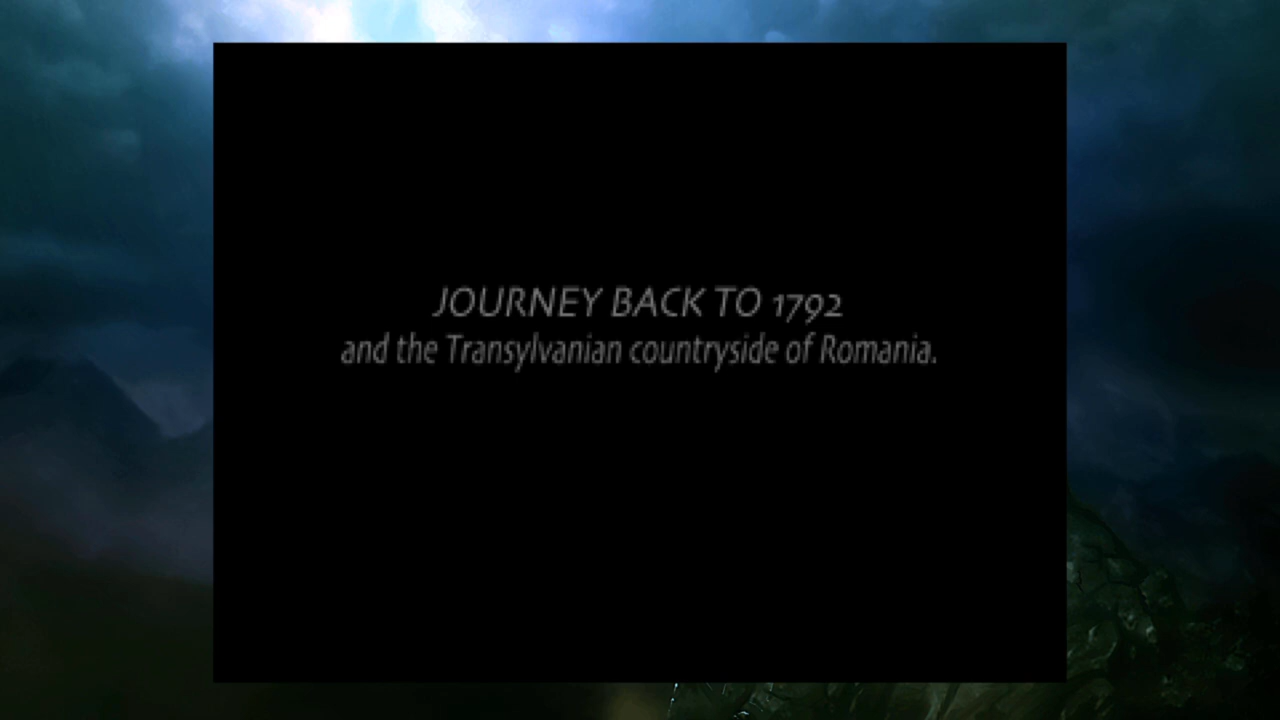 JOURNEY BACK TO 1792
and the Transylvanian countryside of Romania.